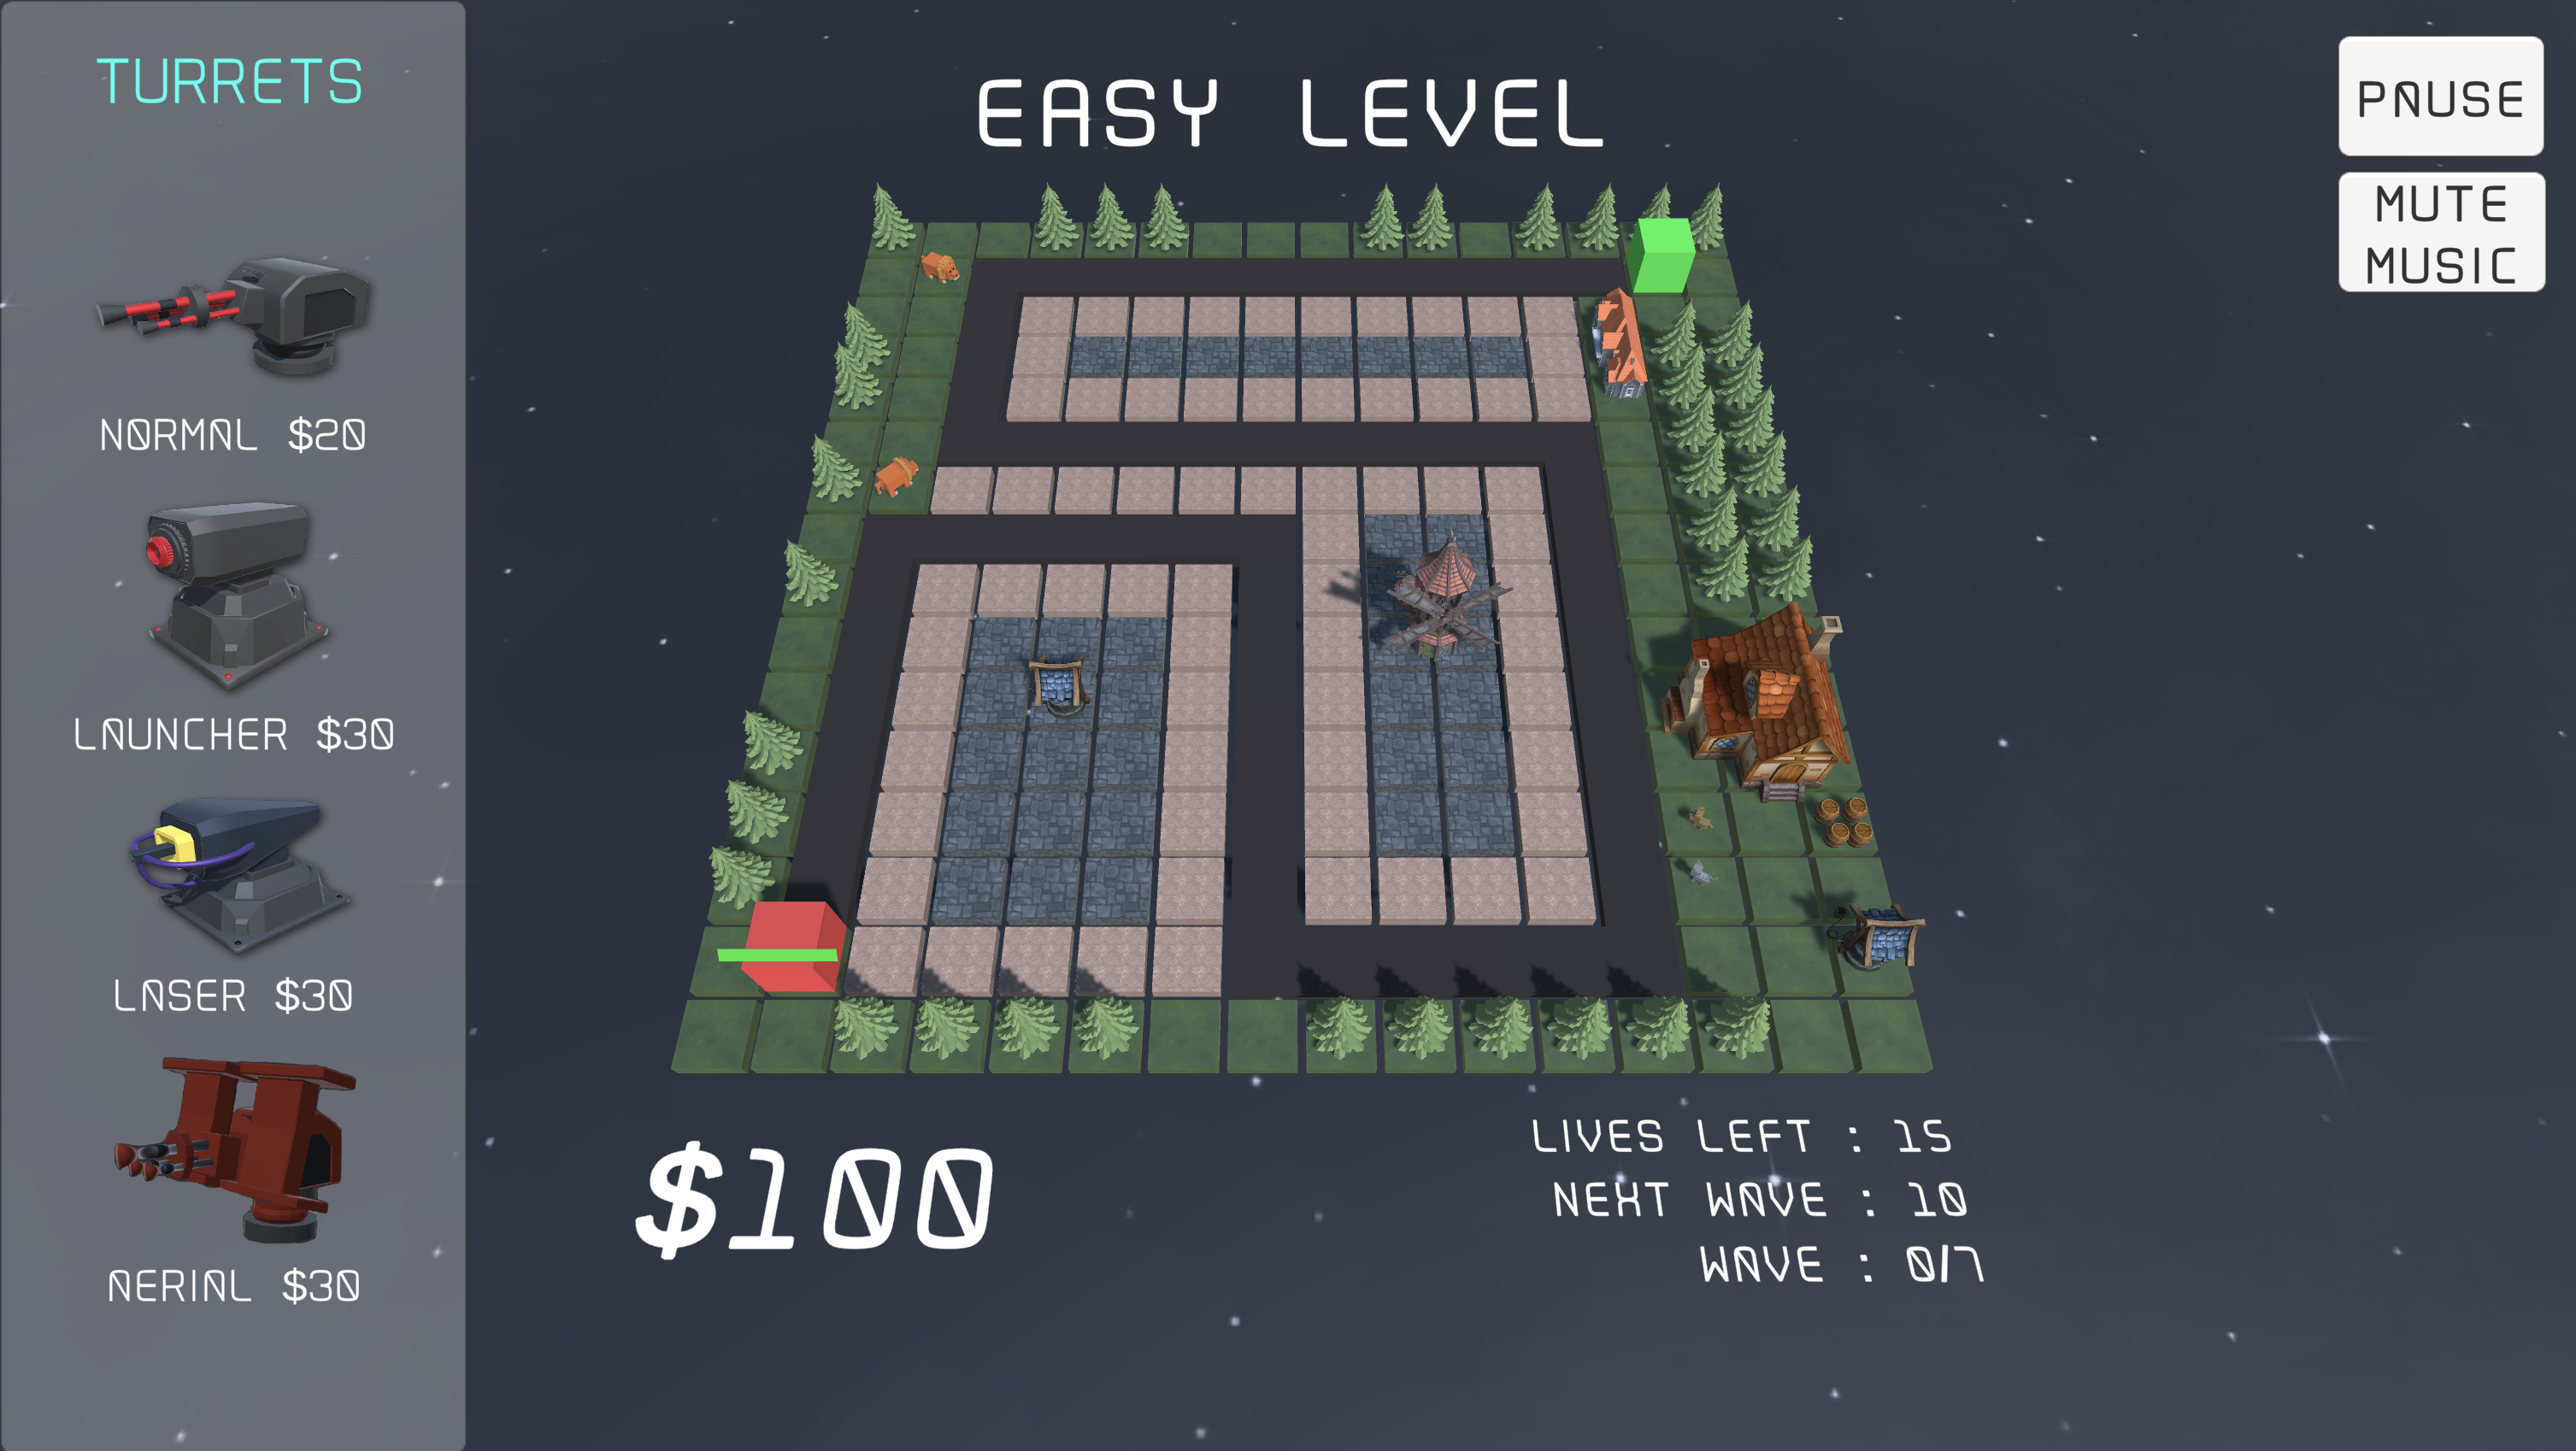 TURRETS
NORMAL $20
LAUNCHER $30
LASER $30
AERIAL $30
EASY LEVEL
PAUSE
MUTE
MUSIC
$100
LIVES LEFT : 15
NEXT WAVE : 10
WAVE : 0/7